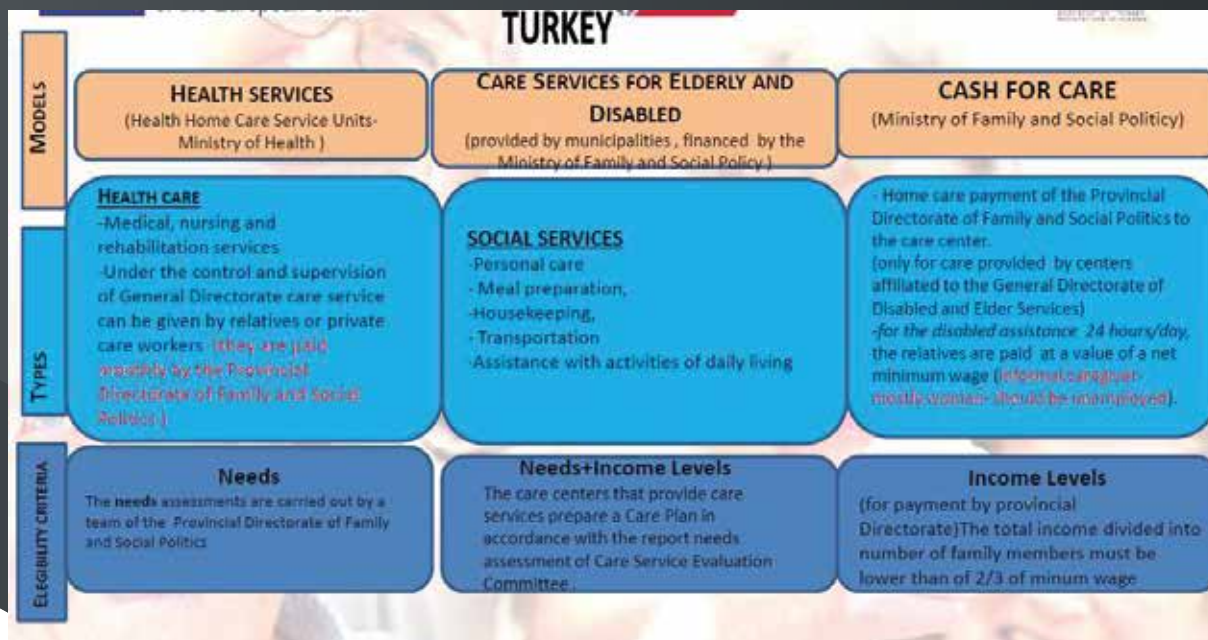 of the European Union
TURKEY
MODELS
HEALTH SERVICES
(Health Home Care Service Units-
Ministry of Health )
CARE SERVICES FOR ELDERLY AND
DISABLED
(provided by municipalities , financed by the
Ministry of Family and Social Policy )
CASH FOR CARE
(Ministry of Family and Social Politicy)
TYPES
HEALTH CARE
-Medical, nursing and
rehabilitation services
-Under the control and supervision
of General Directorate care service
can be given by relatives or private
care workers (they are paid
monthly by the Provincial
Directorate of Family and Social
Politics )
SOCIAL SERVICES
-Personal care
- Meal preparation,
-Housekeeping,
- Transportation
-Assistance with activities of daily living
- Home care payment of the Provincial
Directorate of Family and Social Politics to
the care center.
(only for care provided by centers
affiliated to the General Directorate of
Disabled and Elder Services)
-for the disabled assistance 24 hours/day,
the relatives are paid at a value of a net
minimum wage (informal caregiver-
mostly woman- should be unemployed).
ELEGIBILITY CRITERIA
Needs
The needs assessments are carried out by a
team of the Provincial Directorate of Family
and Social Politics
Needs+Income Levels
The care centers that provide care
services prepare a Care Plan in
accordance with the report needs
assessment of Care Service Evaluation
Committee .
Income Levels
(for payment by provincial
Directorate)The total income divided into
number of family members must be
lower than of 2/3 of minum wage